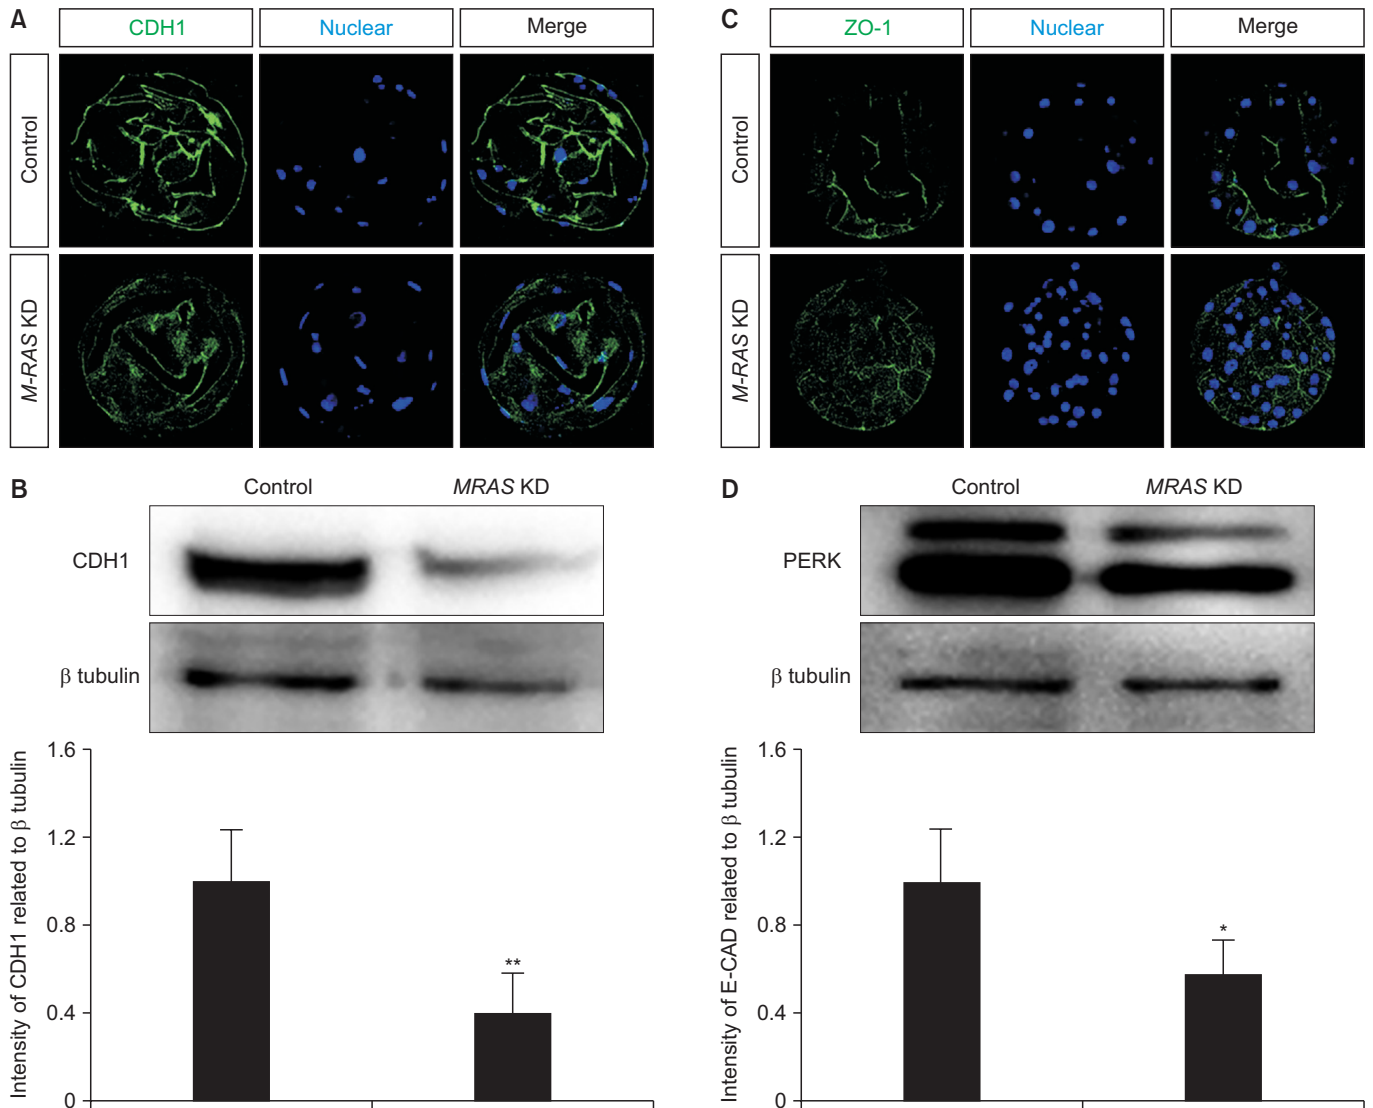 A
CDH1 Nuclear Merge
Control
M-RAS KD
C
ZO-1 Nuclear Merge
Control
M-RAS KD
B
Control MRAS KD
CDH1
β tubulin
Intensity of CDH1 related to β tubulin
1.6
1.2
0.8
0.4
0
**
D
Control MRAS KD
PERK
β tubulin
Intensity of E-CAD related to β tubulin
1.6
1.2
0.8
0.4
0
*